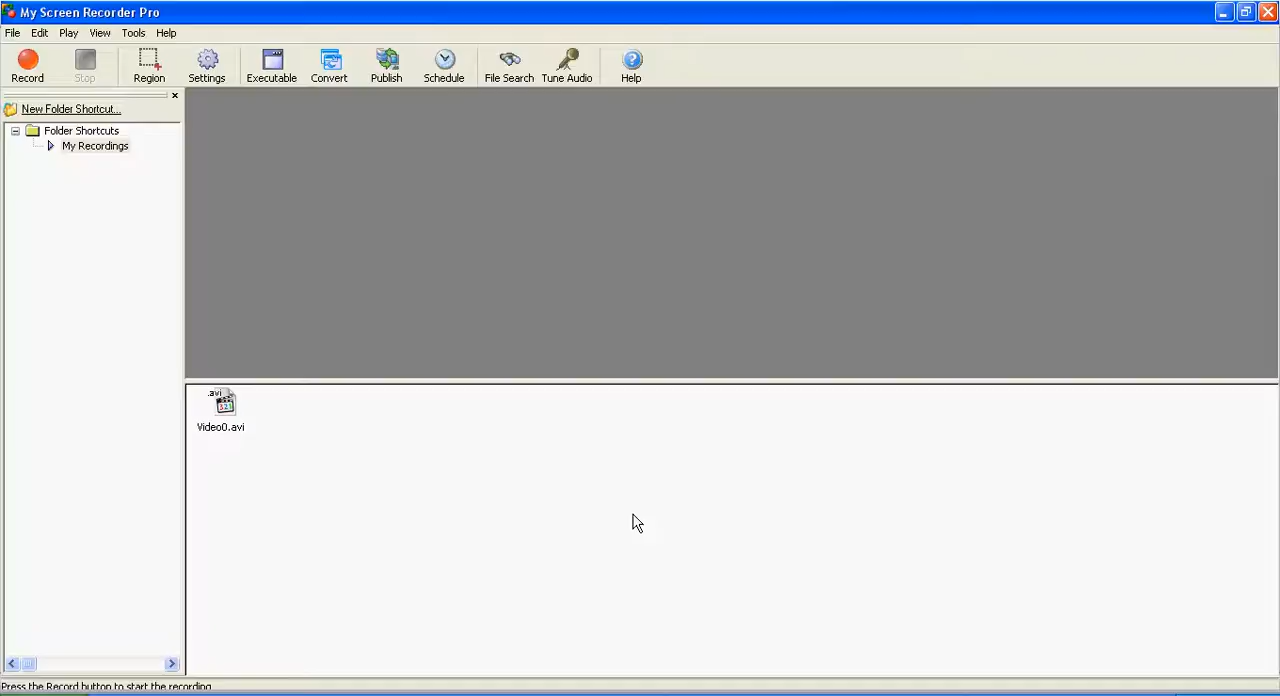 My Screen Recorder Pro
File Edit Play View Tools Help
Record Stop Region Settings Executable Convert Publish Schedule File Search Tune Audio Help
New Folder Shortcut...
Folder Shortcuts
My Recordings
.avi
321
Video0.avi
Press the Record button to start the recording